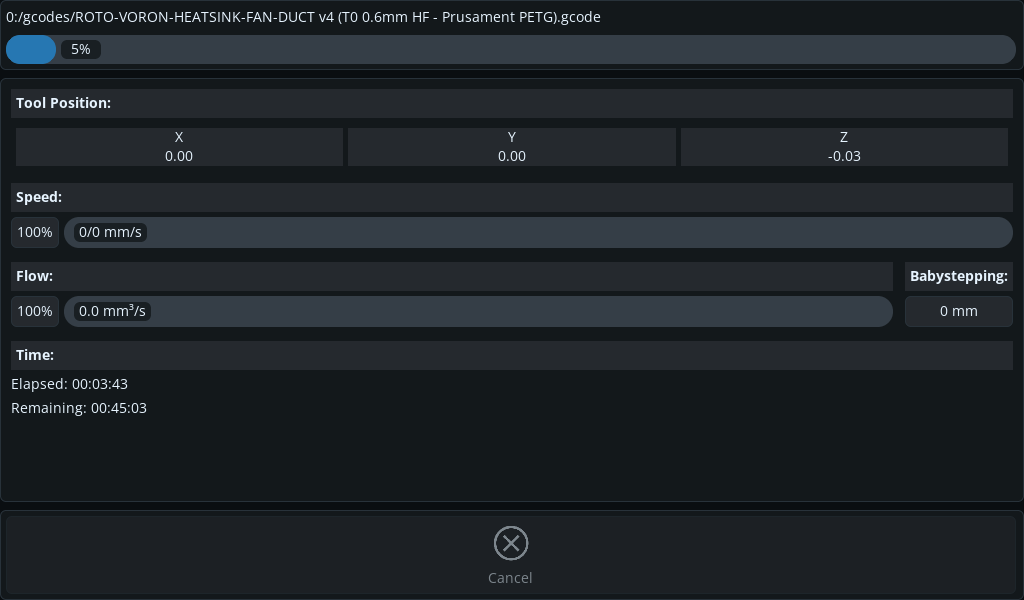 0:/gcodes/ROTO-VORON-HEATSINK-FAN-DUCT v4 (T0 0.6mm HF - Prusament PETG).gcode
5%
Tool Position:
X Y Z
0.00 0.00 -0.03
Speed:
100% 0/0 mm/s
Flow: Babystepping:
100% 0.0 mm³/s 0 mm
Time:
Elapsed: 00:03:43
Remaining: 00:45:03
Cancel